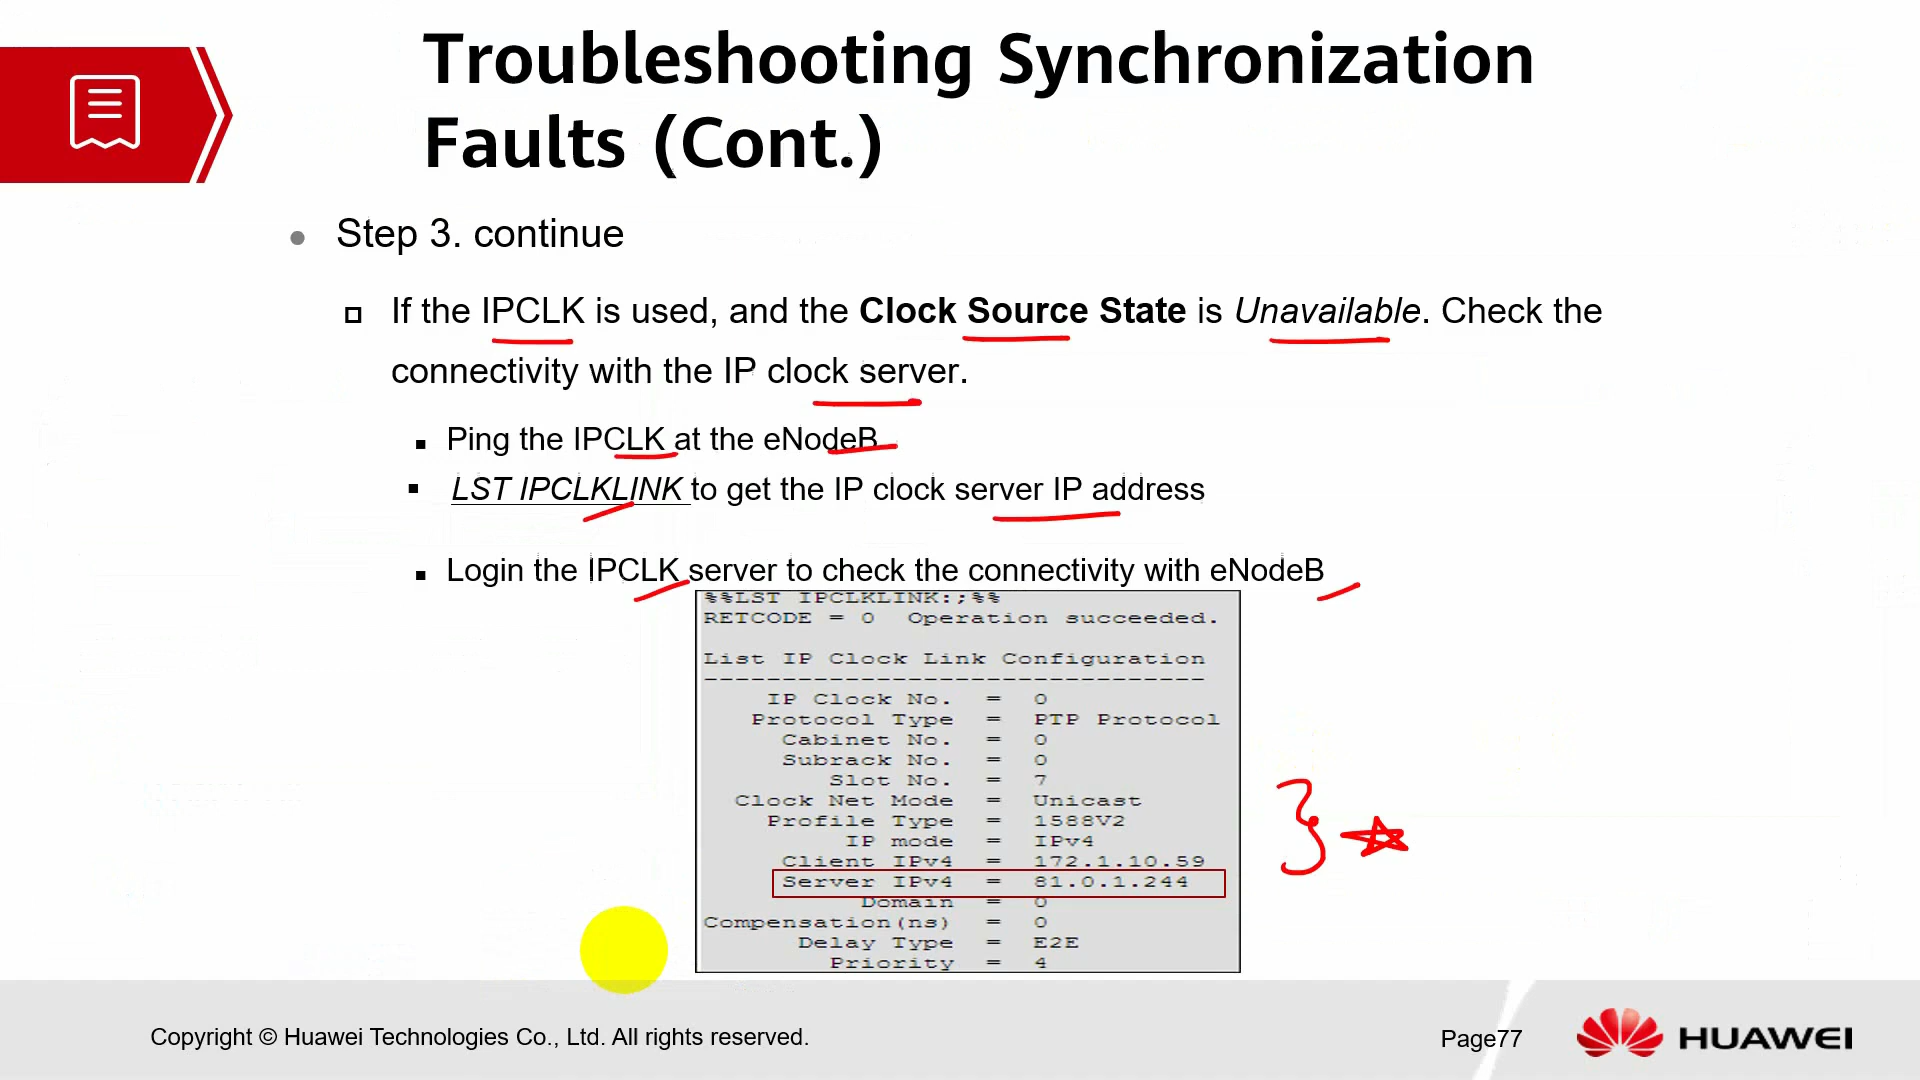 Troubleshooting Synchronization
Faults (Cont.)
Step 3. continue
If the IPCLK is used, and the Clock Source State is Unavailable. Check the
connectivity with the IP clock server.
Ping the IPCLK at the eNodeB
LST IPCLKLINK to get the IP clock server IP address
Login the IPCLK server to check the connectivity with eNodeB
%%LST IPCLKLINK:;%%
RETCODE = 0 Operation succeeded.
List IP Clock Link Configuration
--------------------------------
IP Clock No. = 0
Protocol Type = PTP Protocol
Cabinet No. = 0
Subrack No. = 0
Slot No. = 7
Clock Net Mode = Unicast
Profile Type = 1588V2
IP mode = IPv4
Client IPv4 = 172.1.10.59
Server IPv4 = 81.0.1.244
Domain = 0
Compensation(ns) = 0
Delay Type = E2E
Priority = 4
Copyright © Huawei Technologies Co., Ltd. All rights reserved.
Page77
HUAWEI